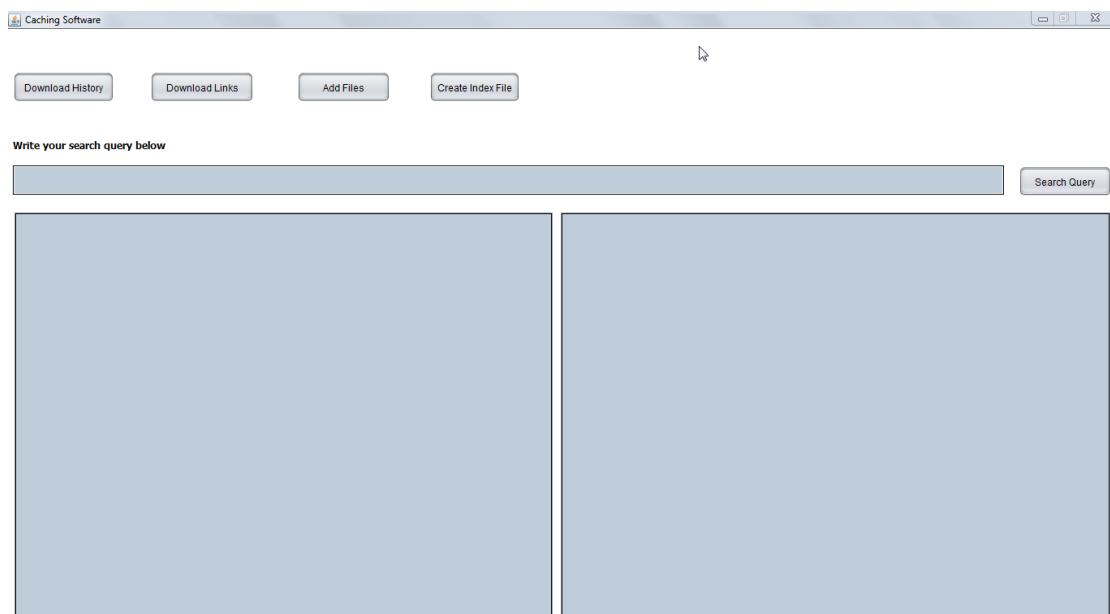 Caching Software
Download History Download Links Add Files Create Index File
Write your search query below
Search Query